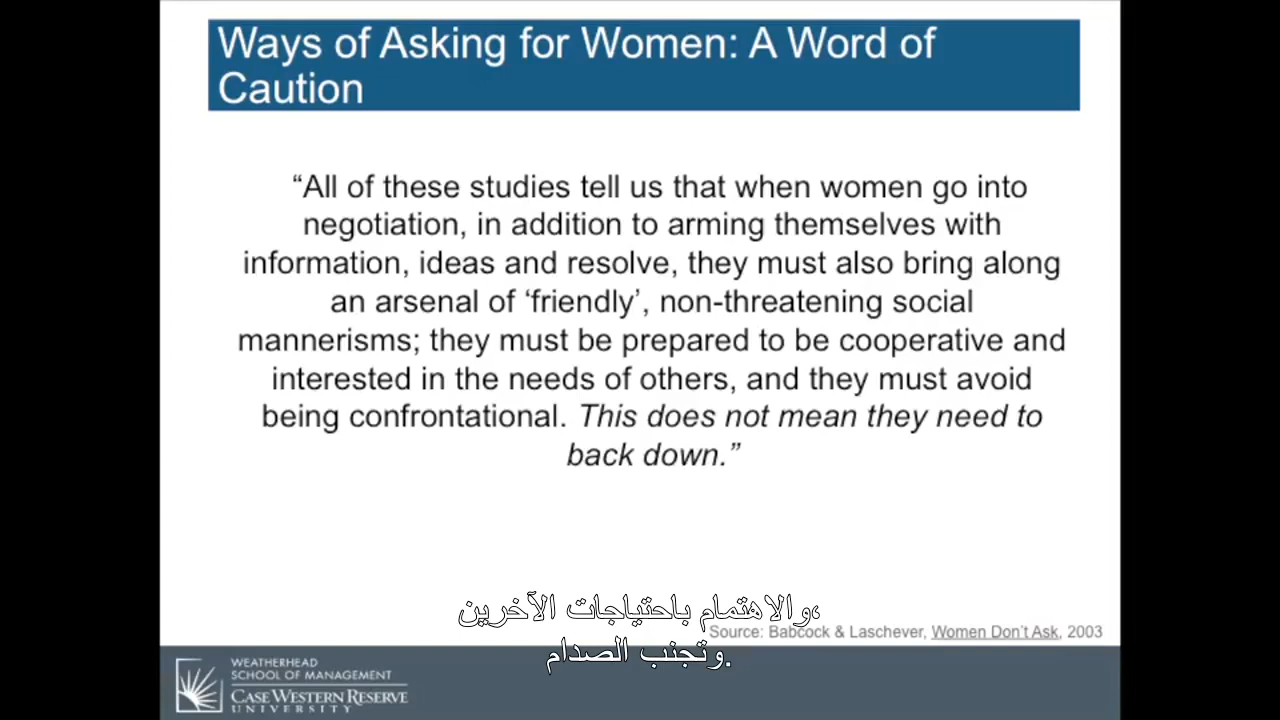 Ways of Asking for Women: A Word of
Caution
“All of these studies tell us that when women go into
negotiation, in addition to arming themselves with
information, ideas and resolve, they must also bring along
an arsenal of ‘friendly’, non-threatening social
mannerisms; they must be prepared to be cooperative and
interested in the needs of others, and they must avoid
being confrontational. This does not mean they need to
back down.”
والاهتمام باحتياجات الآخرين،
وتجنب الصدام.
Source: Babcock & Laschever, Women Don’t Ask, 2003
WEATHERHEAD
SCHOOL OF MANAGEMENT
CASE WESTERN RESERVE
UNIVERSITY